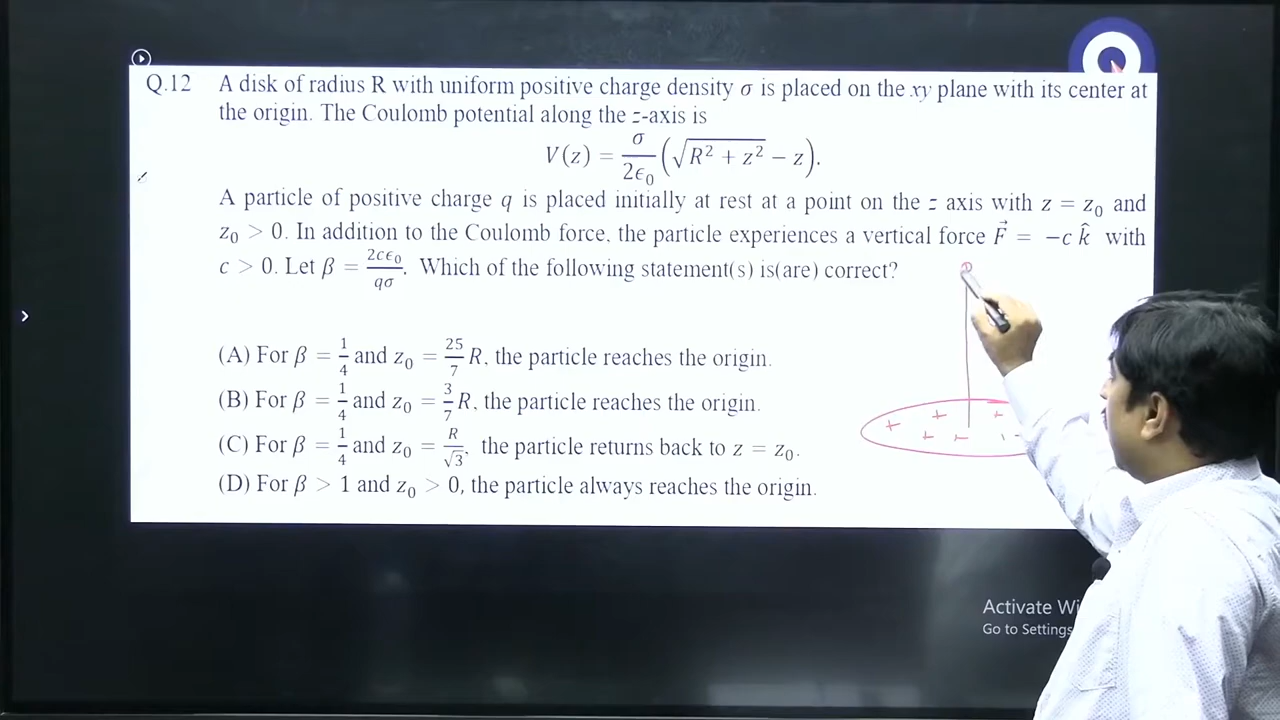 Q.12 A disk of radius R with uniform positive charge density σ is placed on the xy plane with its center at
the origin. The Coulomb potential along the z-axis is
V(z) = σ/2ϵ₀ (√(R² + z²) − z).
A particle of positive charge q is placed initially at rest at a point on the z axis with z = z₀ and
z₀ > 0. In addition to the Coulomb force, the particle experiences a vertical force F⃗ = −c k̂ with
c > 0. Let β = 2cϵ₀/qσ. Which of the following statement(s) is(are) correct?
(A) For β = 1/4 and z₀ = 25/7 R, the particle reaches the origin.
(B) For β = 1/4 and z₀ = 3/7 R, the particle reaches the origin.
(C) For β = 1/4 and z₀ = R/√3, the particle returns back to z = z₀.
(D) For β > 1 and z₀ > 0, the particle always reaches the origin.
Activate Wi
Go to Settings